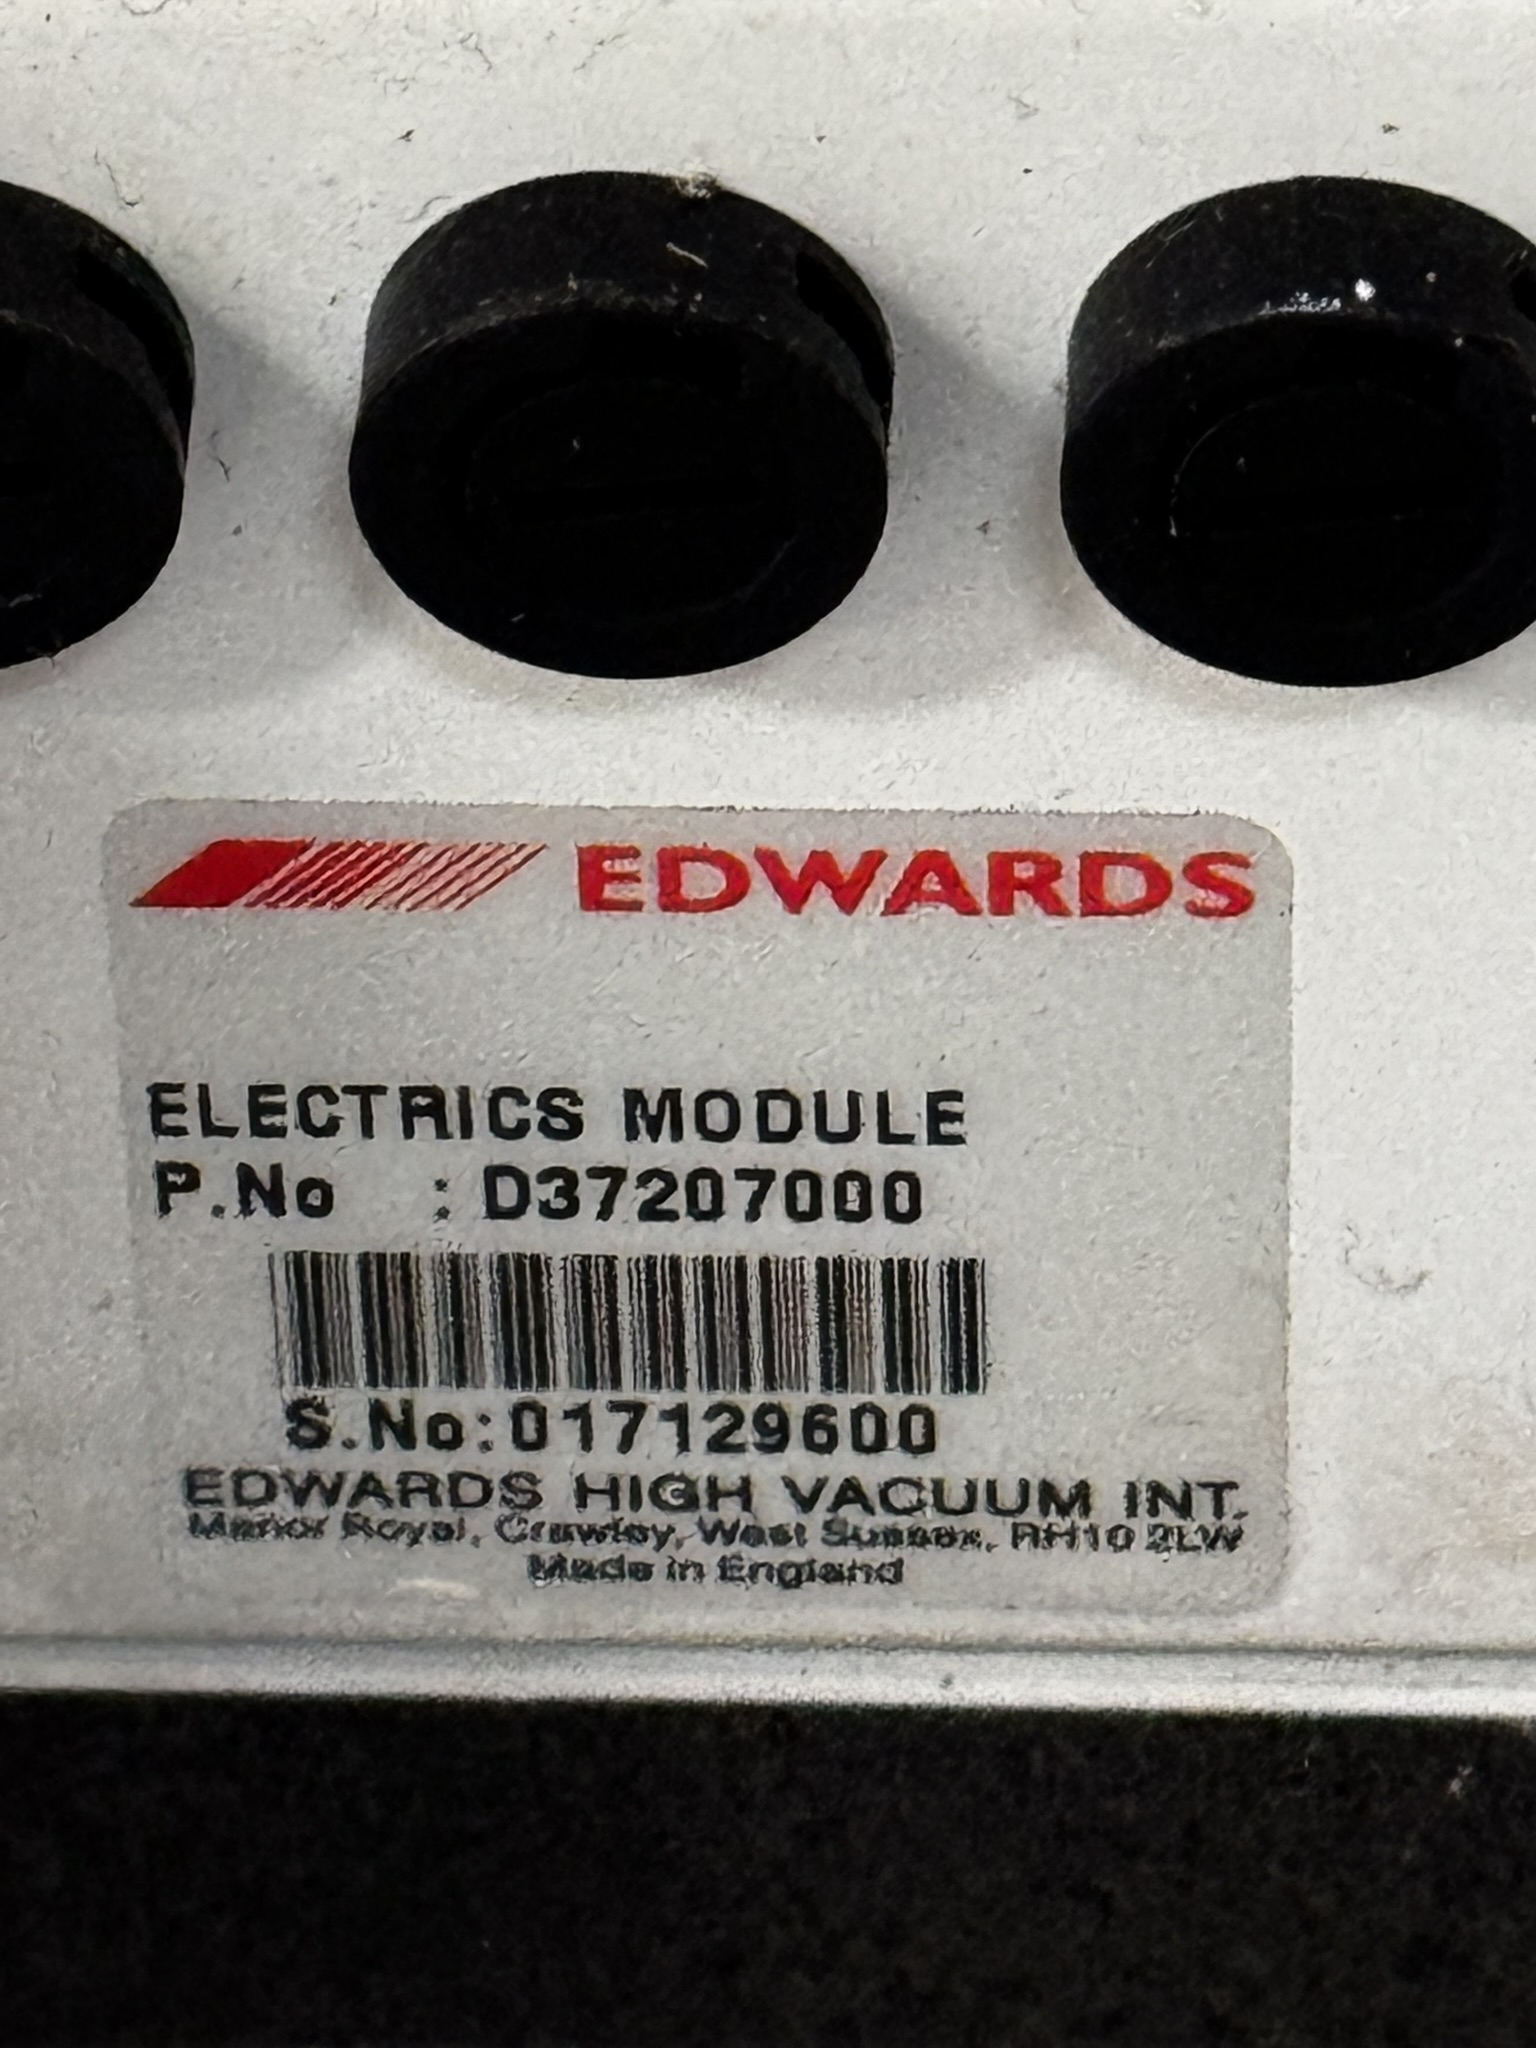 EDWARDS
ELECTRICS MODULE
P.No : D37207000
S.No:017129600
EDWARDS HIGH VACUUM INT.
Manor Royal, Crawley, West Sussex, RH10 2LW
Made in England